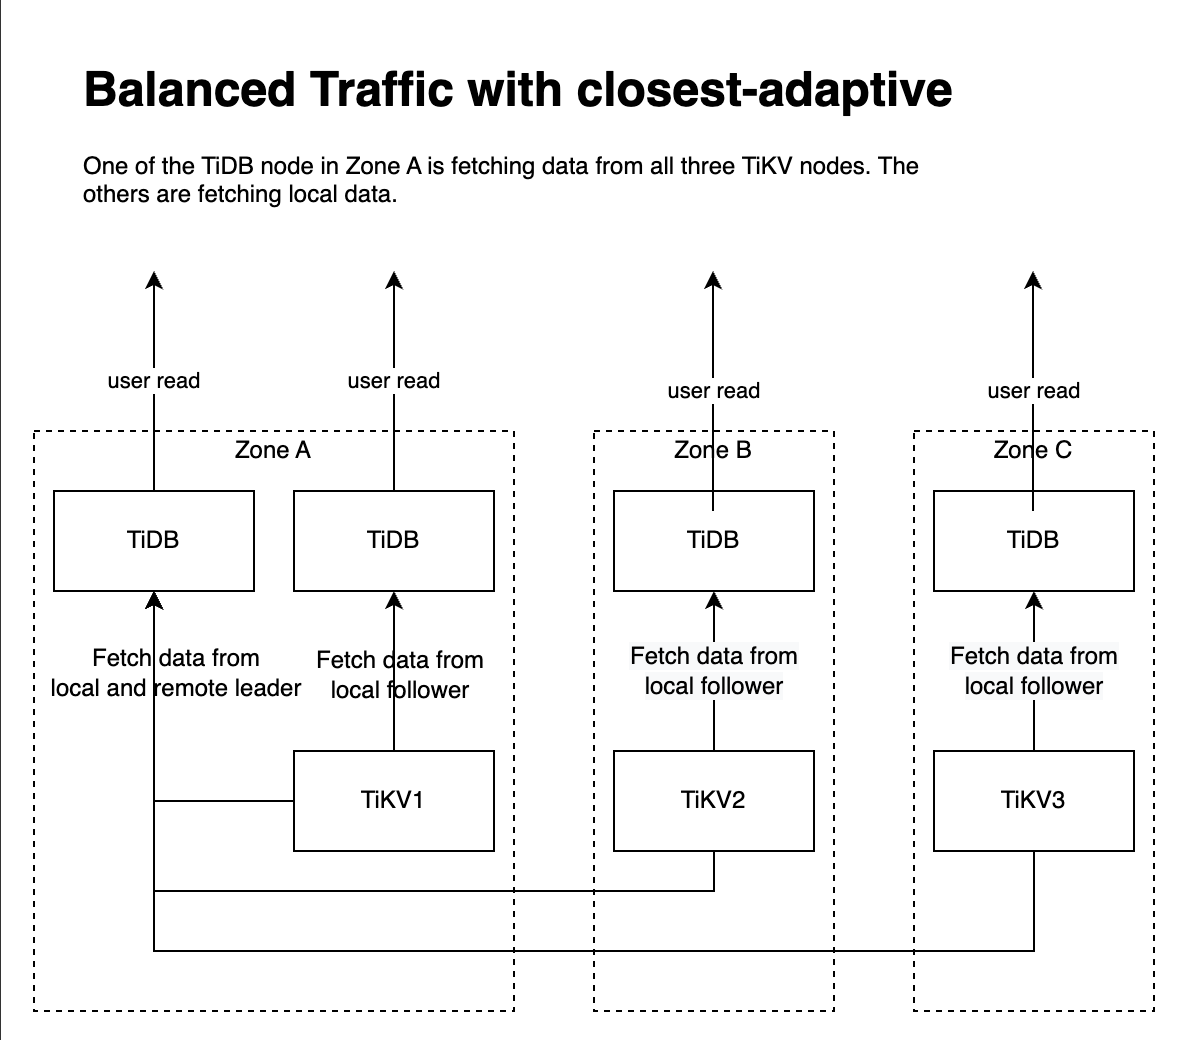 Balanced Traffic with closest-adaptive
One of the TiDB node in Zone A is fetching data from all three TiKV nodes. The
others are fetching local data.
user read
user read
user read
user read
Zone A
Zone B
Zone C
TiDB
TiDB
TiDB
TiDB
Fetch data from
local and remote leader
Fetch data from
local follower
Fetch data from
local follower
Fetch data from
local follower
TiKV1
TiKV2
TiKV3